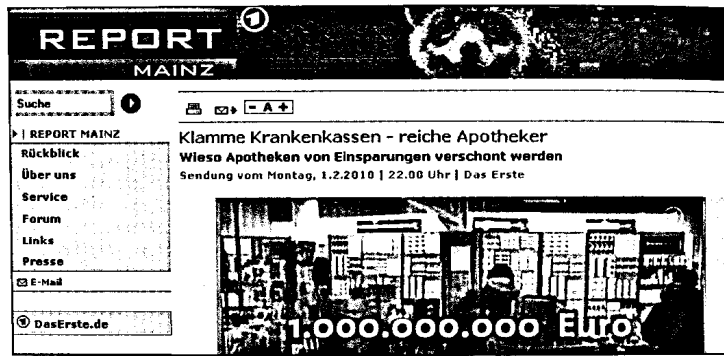 REPORT
MAINZ
Suche
- A +
| REPORT MAINZ
Rückblick
Über uns
Service
Forum
Links
Presse
E-Mail
DasErste.de
Klamme Krankenkassen - reiche Apotheker
Wieso Apotheken von Einsparungen verschont werden
Sendung vom Montag, 1.2.2010 | 22.00 Uhr | Das Erste
1.000.000.000 Euro